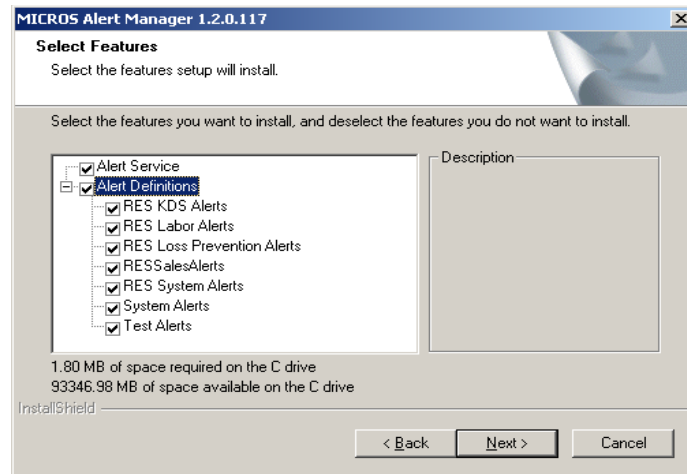 MICROS Alert Manager 1.2.0.117
Select Features
Select the features setup will install.
Select the features you want to install, and deselect the features you do not want to install.
Alert Service
Alert Definitions
RES KDS Alerts
RES Labor Alerts
RES Loss Prevention Alerts
RESSalesAlerts
RES System Alerts
System Alerts
Test Alerts
Description
1.80 MB of space required on the C drive
93346.98 MB of space available on the C drive
InstallShield
< Back
Next >
Cancel